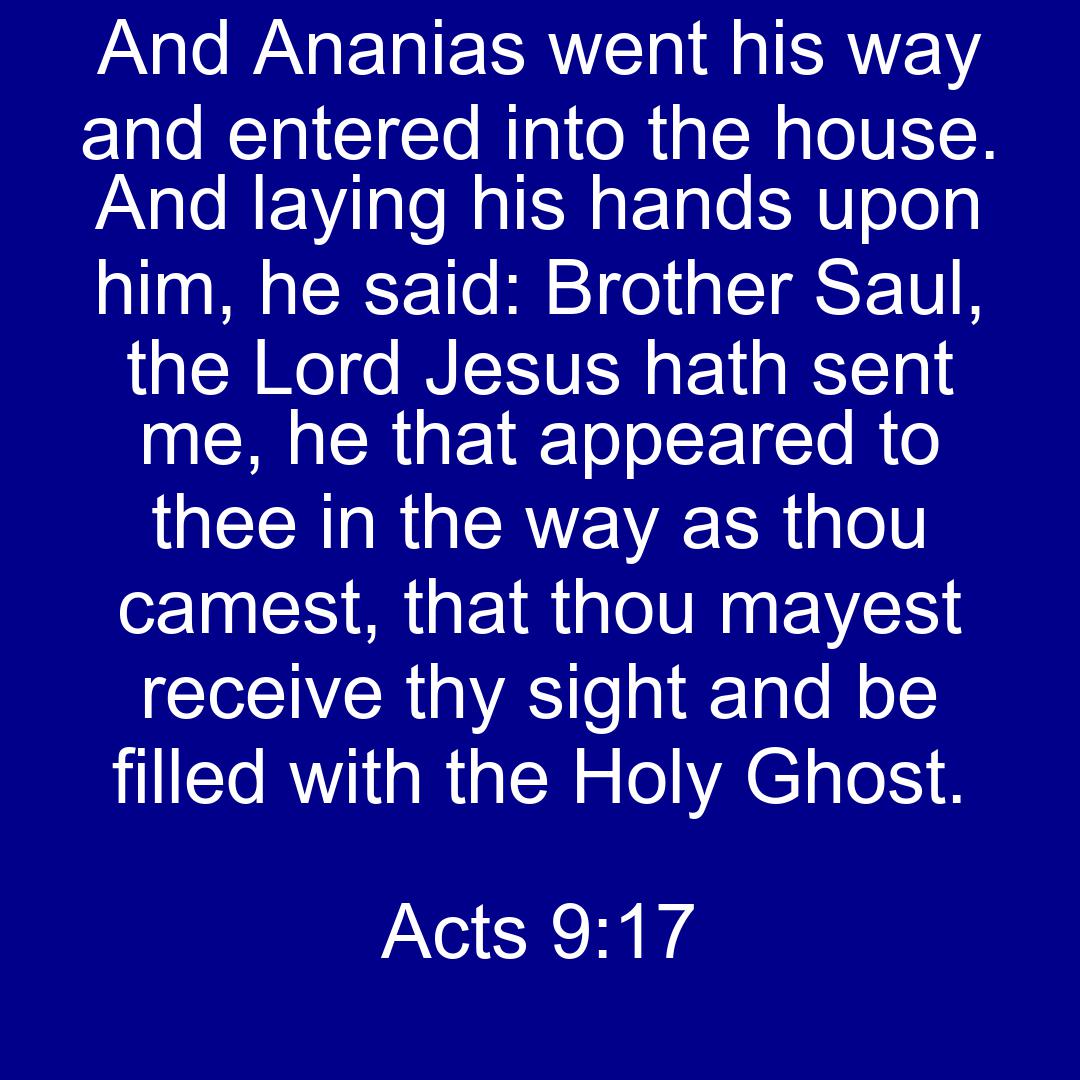 And Ananias went his way
and entered into the house.
And laying his hands upon
him, he said: Brother Saul,
the Lord Jesus hath sent
me, he that appeared to
thee in the way as thou
camest, that thou mayest
receive thy sight and be
filled with the Holy Ghost.
Acts 9:17